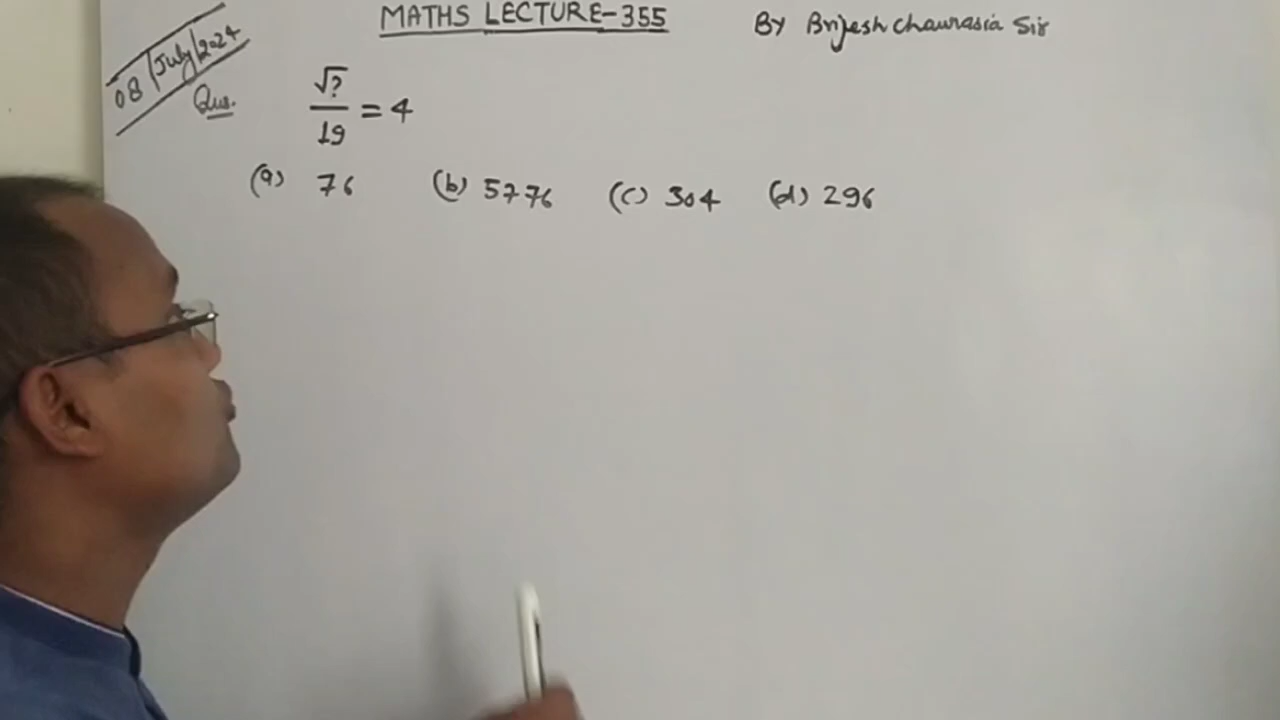 MATHS LECTURE-355
By Brijesh Chaurasia Sir
08/July/2024
Qus.
√?/19 = 4
(a) 76 (b) 5776 (c) 304 (d) 296